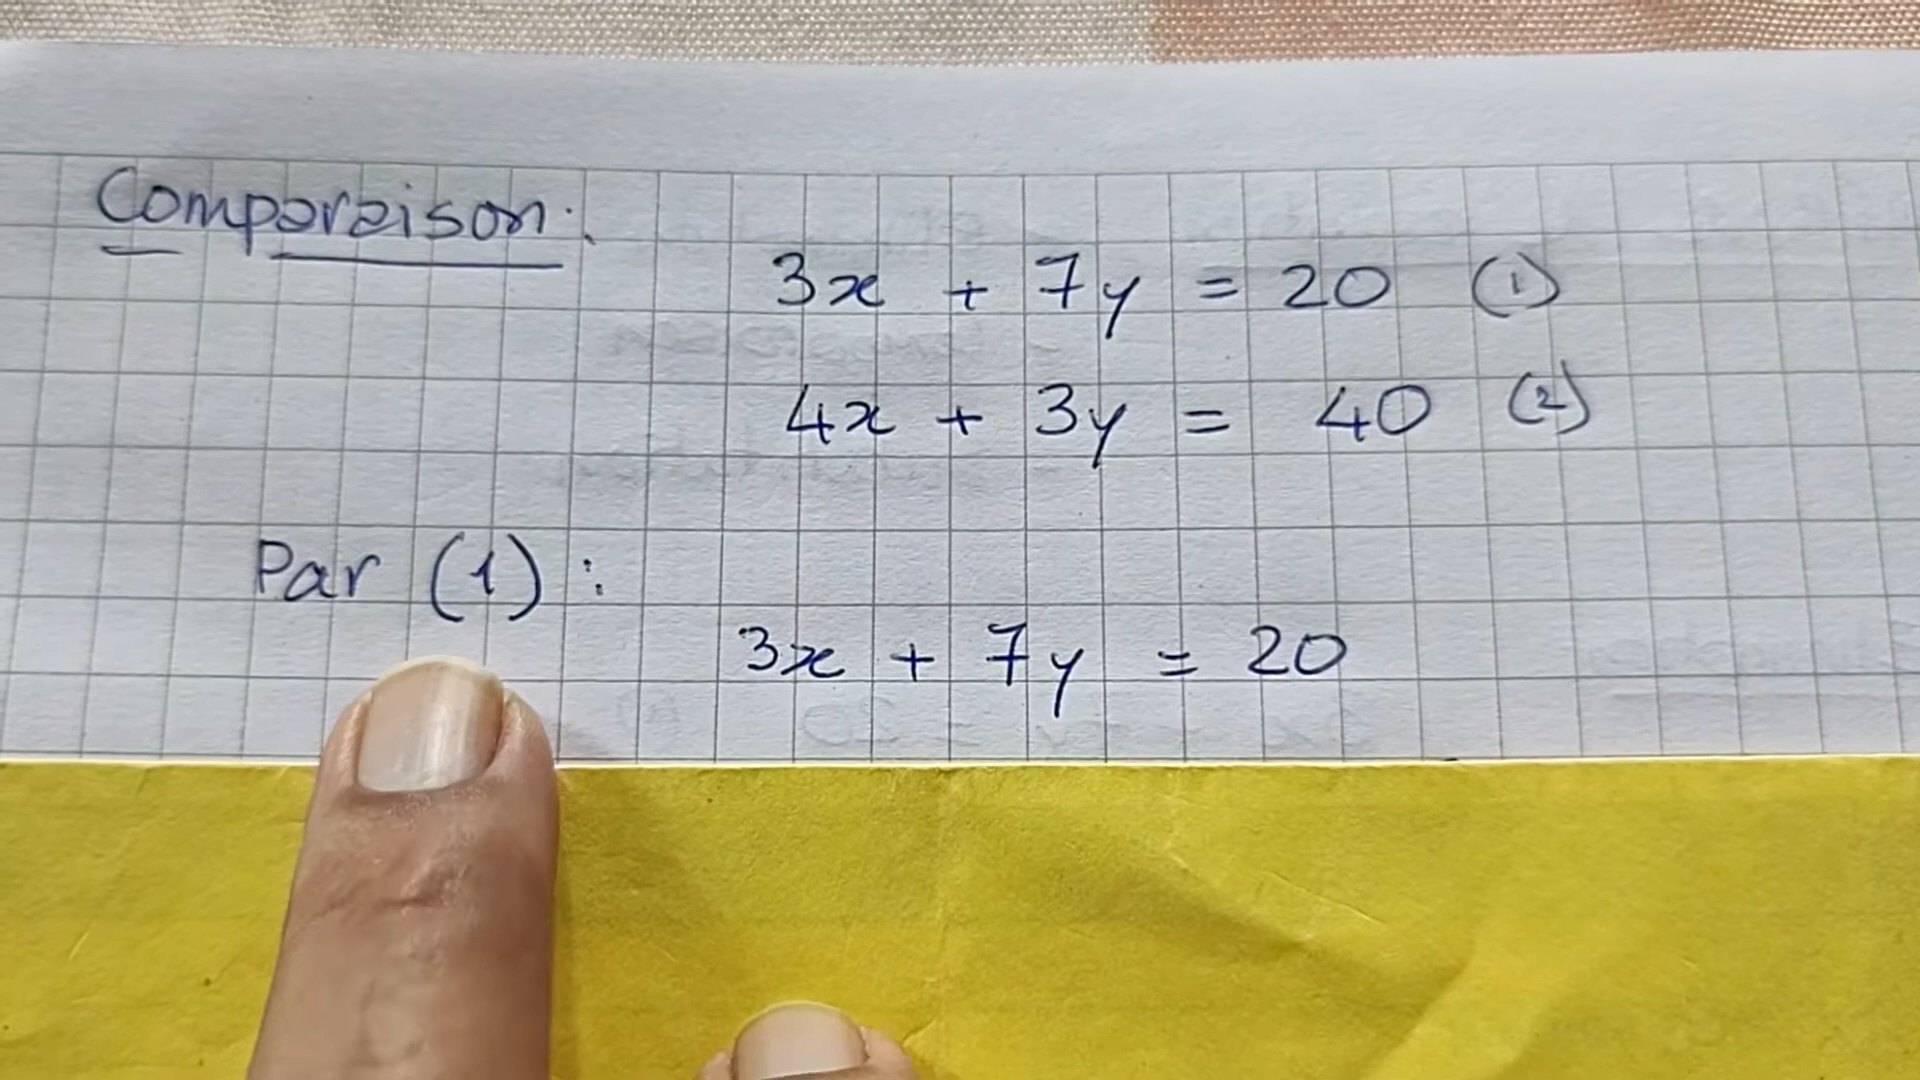 Comparaison:
3x + 7y = 20 (1)
4x + 3y = 40 (2)
Par (1):
3x + 7y = 20